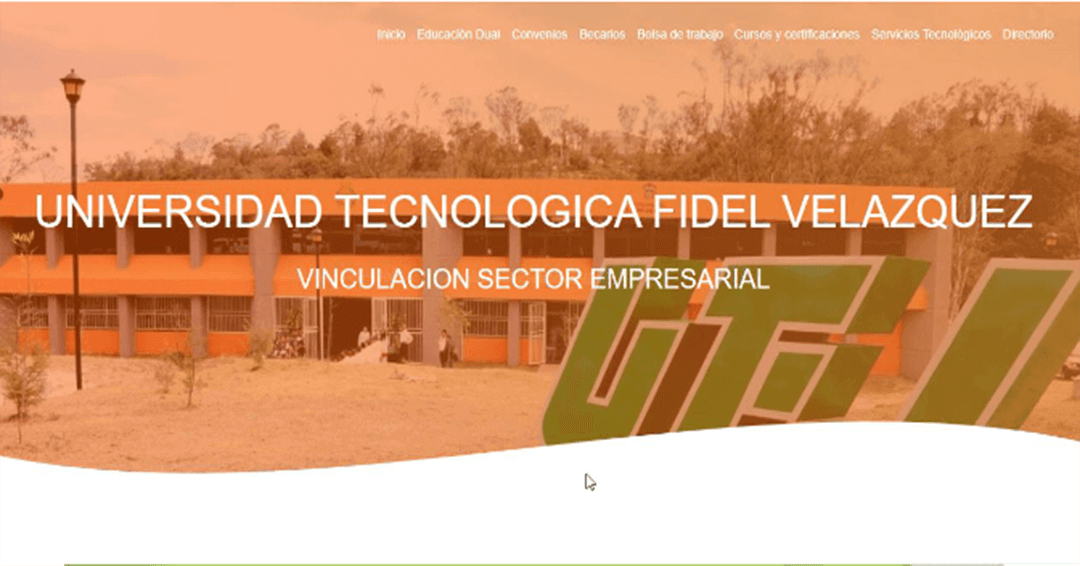 Inicio Educación Dual Convenios Becarios Bolsa de trabajo Cursos y certificaciones Servicios Tecnológicos Directorio
UNIVERSIDAD TECNOLOGICA FIDEL VELAZQUEZ
VINCULACION SECTOR EMPRESARIAL